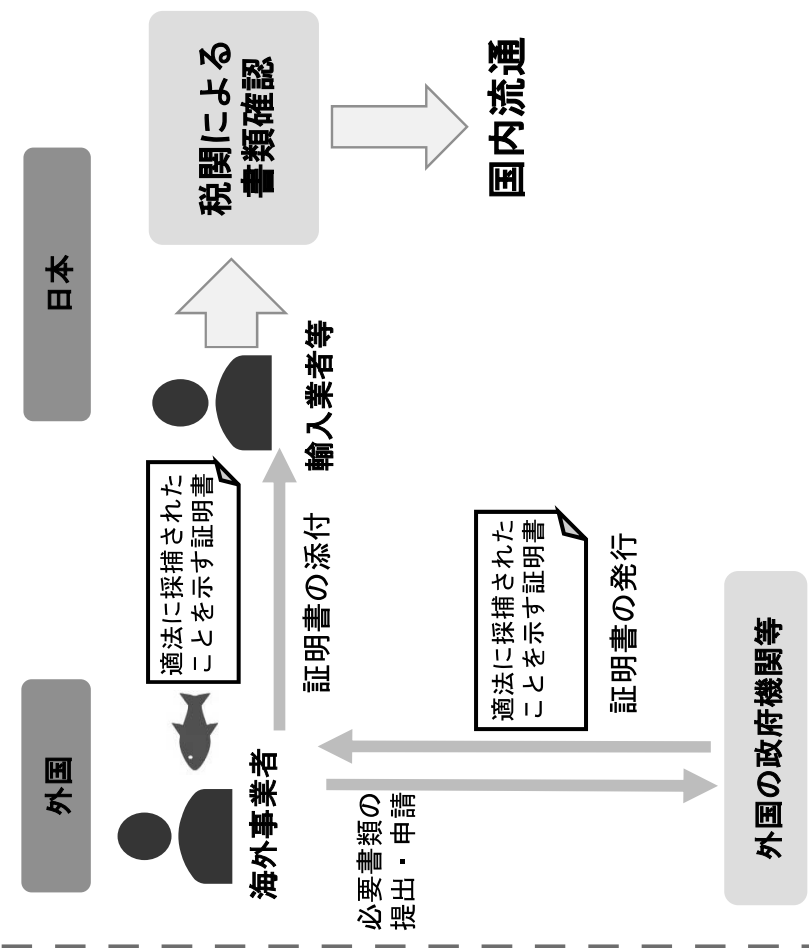 外国
日本
海外事業者
適法に採捕された
ことを示す証明書
証明書の添付
輸入業者等
税関による
書類確認
国内流通
必要書類の
提出・申請
適法に採捕された
ことを示す証明書
証明書の発行
外国の政府機関等